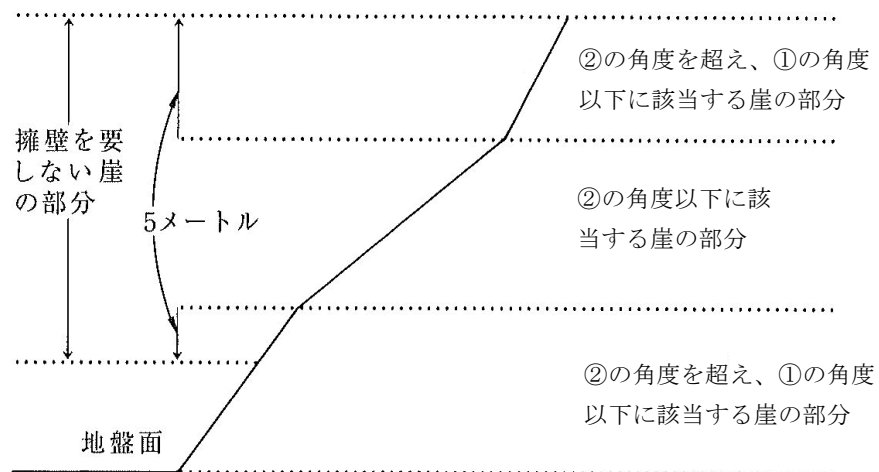 ②の角度を超え、①の角度
以下に該当する崖の部分
擁壁を要
しない崖
の部分
5メートル
②の角度以下に該
当する崖の部分
②の角度を超え、①の角度
以下に該当する崖の部分
地盤面